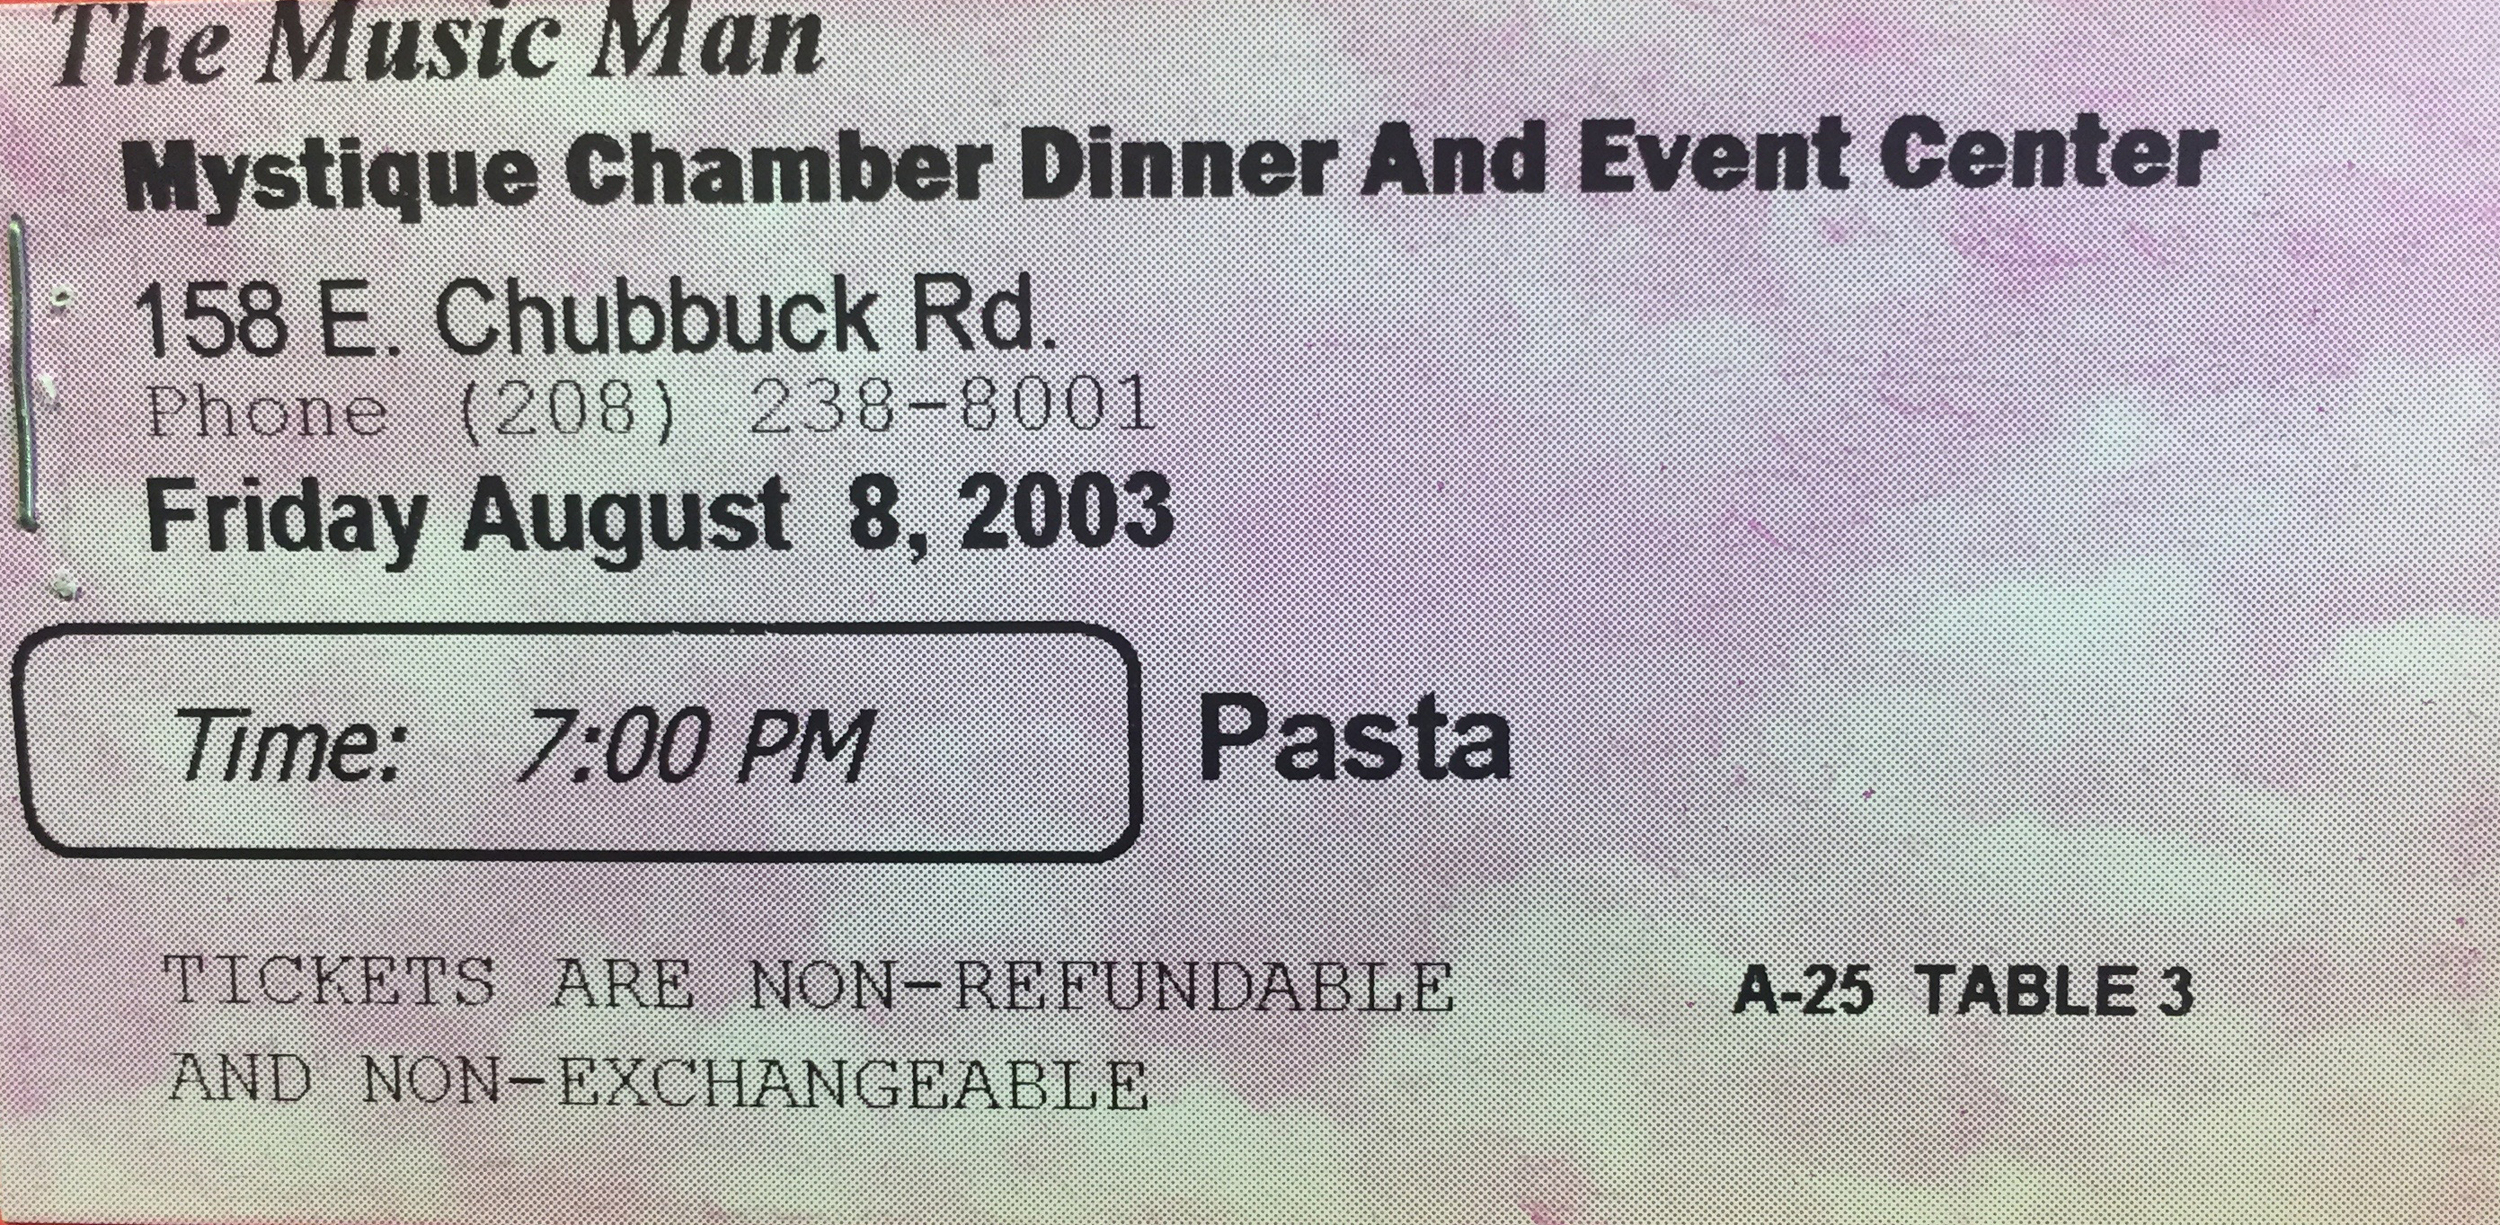 The Music Man
Mystique Chamber Dinner And Event Center
158 E. Chubbuck Rd.
Phone (208) 238-8001
Friday August 8, 2003
Time: 7:00 PM Pasta
TICKETS ARE NON-REFUNDABLE A-25 TABLE 3
AND NON-EXCHANGEABLE